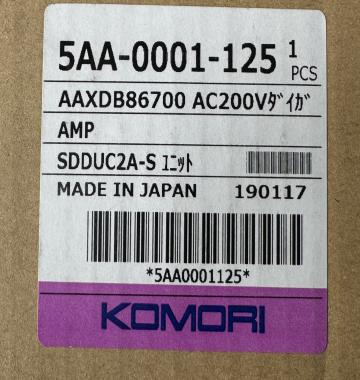 5AA-0001-125 1
PCS
AAXDB86700 AC200Vﾀﾞｲｶﾞ
AMP
SDDUC2A-S ﾕﾆｯﾄ
MADE IN JAPAN 190117
*5AA0001125*
KOMORI